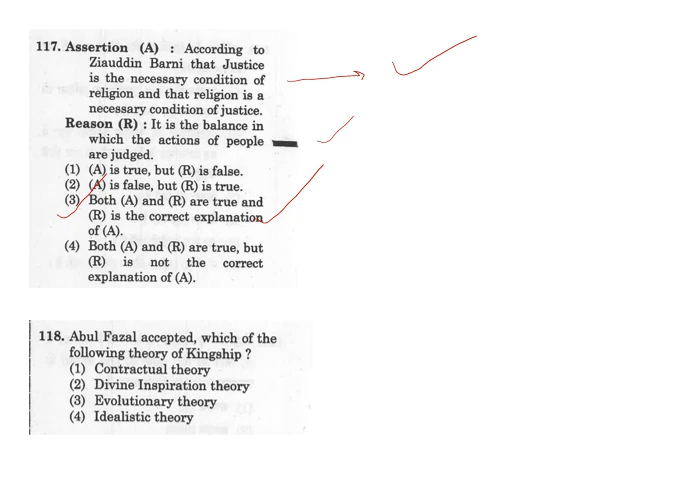 117. Assertion (A) : According to
Ziauddin Barni that Justice
is the necessary condition of
religion and that religion is a
necessary condition of justice.
Reason (R) : It is the balance in
which the actions of people
are judged.
(1) (A) is true, but (R) is false.
(2) (A) is false, but (R) is true.
(3) Both (A) and (R) are true and
(R) is the correct explanation
of (A).
(4) Both (A) and (R) are true, but
(R) is not the correct
explanation of (A).
118. Abul Fazal accepted, which of the
following theory of Kingship ?
(1) Contractual theory
(2) Divine Inspiration theory
(3) Evolutionary theory
(4) Idealistic theory